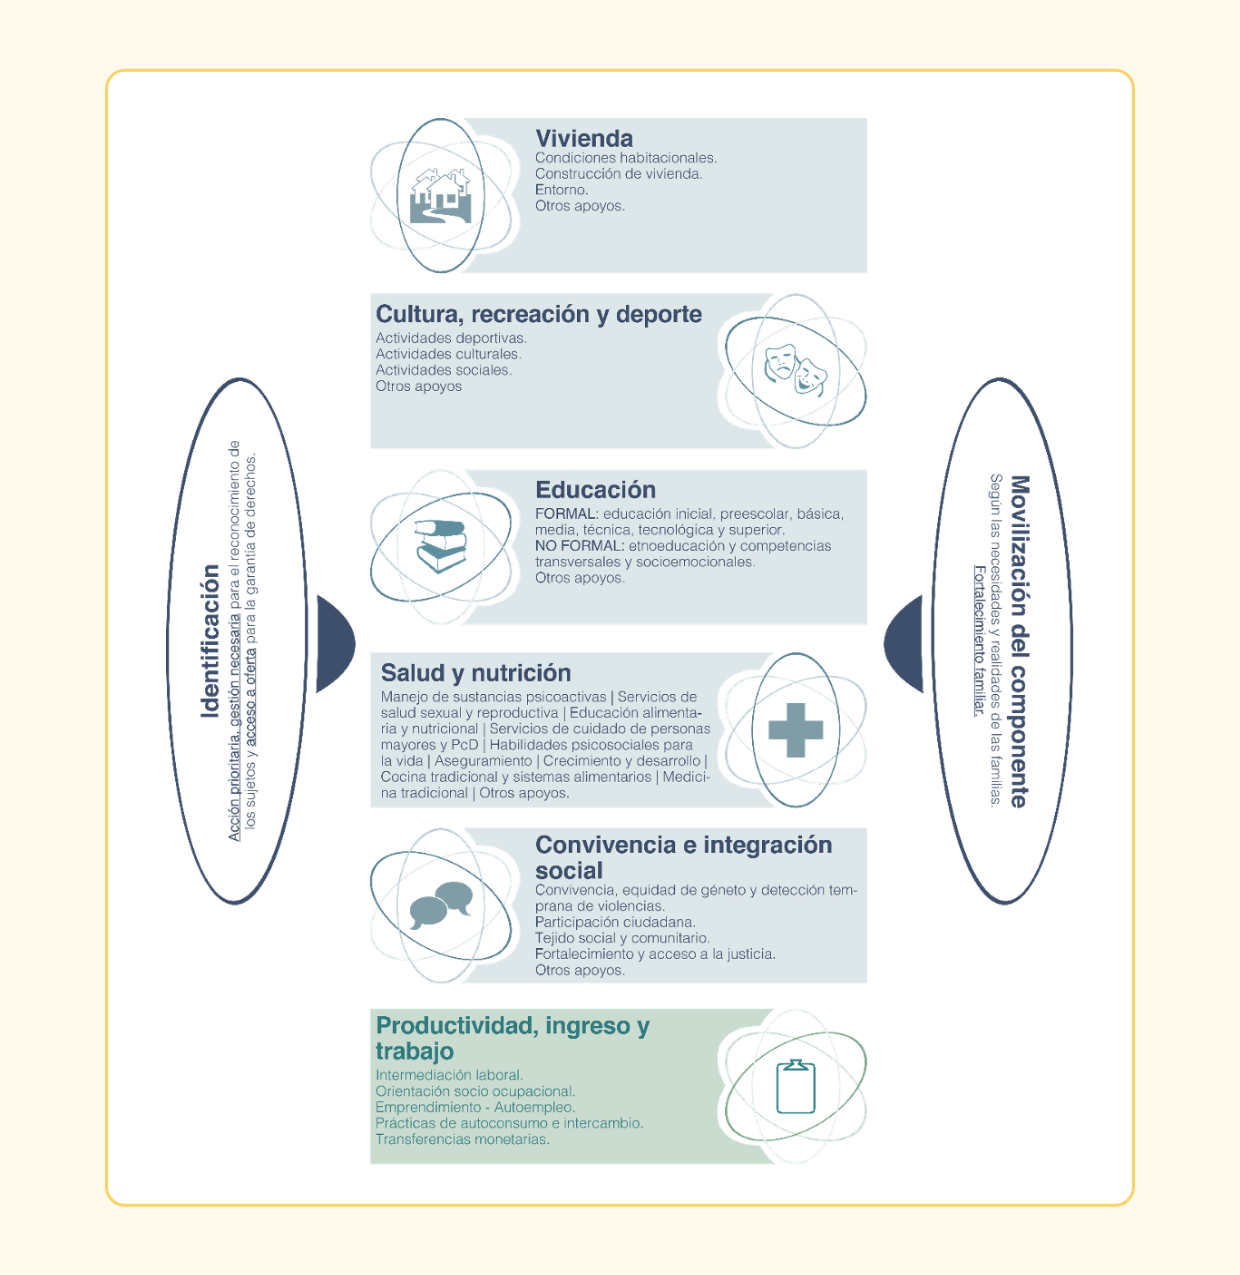 Vivienda
Condiciones habitacionales.
Construcción de vivienda.
Entorno.
Otros apoyos.
Cultura, recreación y deporte
Actividades deportivas.
Actividades culturales.
Actividades sociales.
Otros apoyos
Identificación
Acción prioritaria, gestión necesaria para el reconocimiento de
los sujetos y acceso a oferta para la garantía de derechos.
Educación
FORMAL: educación inicial, preescolar, básica,
media, técnica, tecnológica y superior.
NO FORMAL: etnoeducación y competencias
transversales y socioemocionales.
Otros apoyos.
Movilización del componente
Según las necesidades y realidades de las familias.
Fortalecimiento familiar.
Salud y nutrición
Manejo de sustancias psicoactivas | Servicios de
salud sexual y reproductiva | Educación alimenta-
ria y nutricional | Servicios de cuidado de personas
mayores y PcD | Habilidades psicosociales para
la vida | Aseguramiento | Crecimiento y desarrollo |
Cocina tradicional y sistemas alimentarios | Medici-
na tradicional | Otros apoyos.
Convivencia e integración
social
Convivencia, equidad de géneto y detección tem-
prana de violencias.
Participación ciudadana.
Tejido social y comunitario.
Fortalecimiento y acceso a la justicia.
Otros apoyos.
Productividad, ingreso y
trabajo
Intermediación laboral.
Orientación socio ocupacional.
Emprendimiento - Autoempleo.
Prácticas de autoconsumo e intercambio.
Transferencias monetarias.